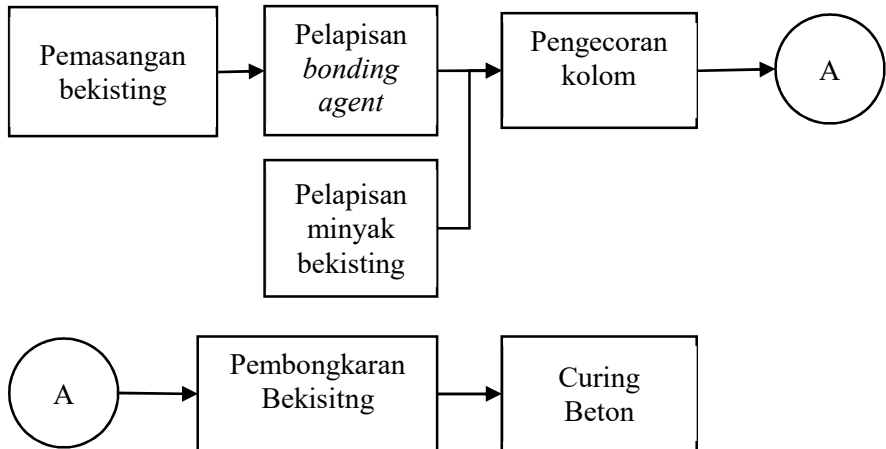 Pemasangan
bekisting
Pelapisan
bonding
agent
Pengecoran
kolom
A
Pelapisan
minyak
bekisting
A
Pembongkaran
Bekisitng
Curing
Beton